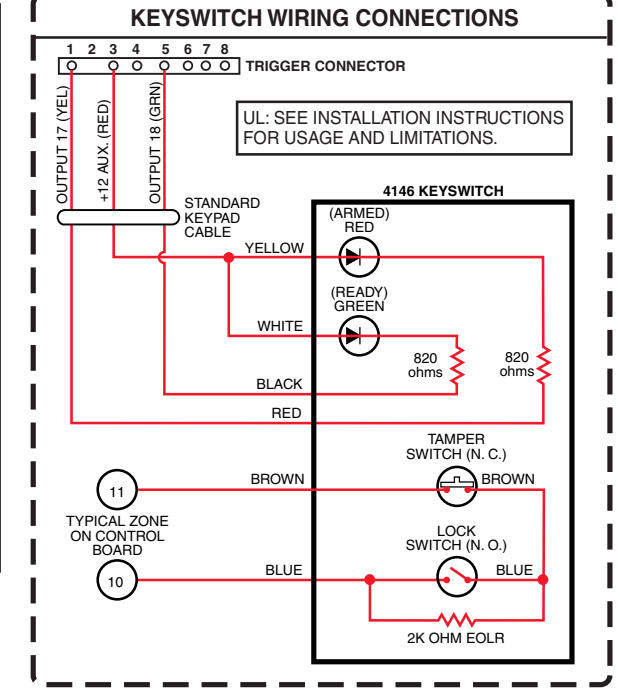 KEYSWITCH WIRING CONNECTIONS
1 2 3 4 5 6 7 8
TRIGGER CONNECTOR
OUTPUT 17 (YEL)
+12 AUX. (RED)
OUTPUT 18 (GRN)
UL: SEE INSTALLATION INSTRUCTIONS
FOR USAGE AND LIMITATIONS.
STANDARD
KEYPAD
CABLE
4146 KEYSWITCH
(ARMED)
RED
YELLOW
(READY)
GREEN
WHITE
820
ohms
820
ohms
BLACK
RED
TAMPER
SWITCH (N. C.)
BROWN
BROWN
11
TYPICAL ZONE
ON CONTROL
BOARD
10
LOCK
SWITCH (N. O.)
BLUE
BLUE
2K OHM EOLR